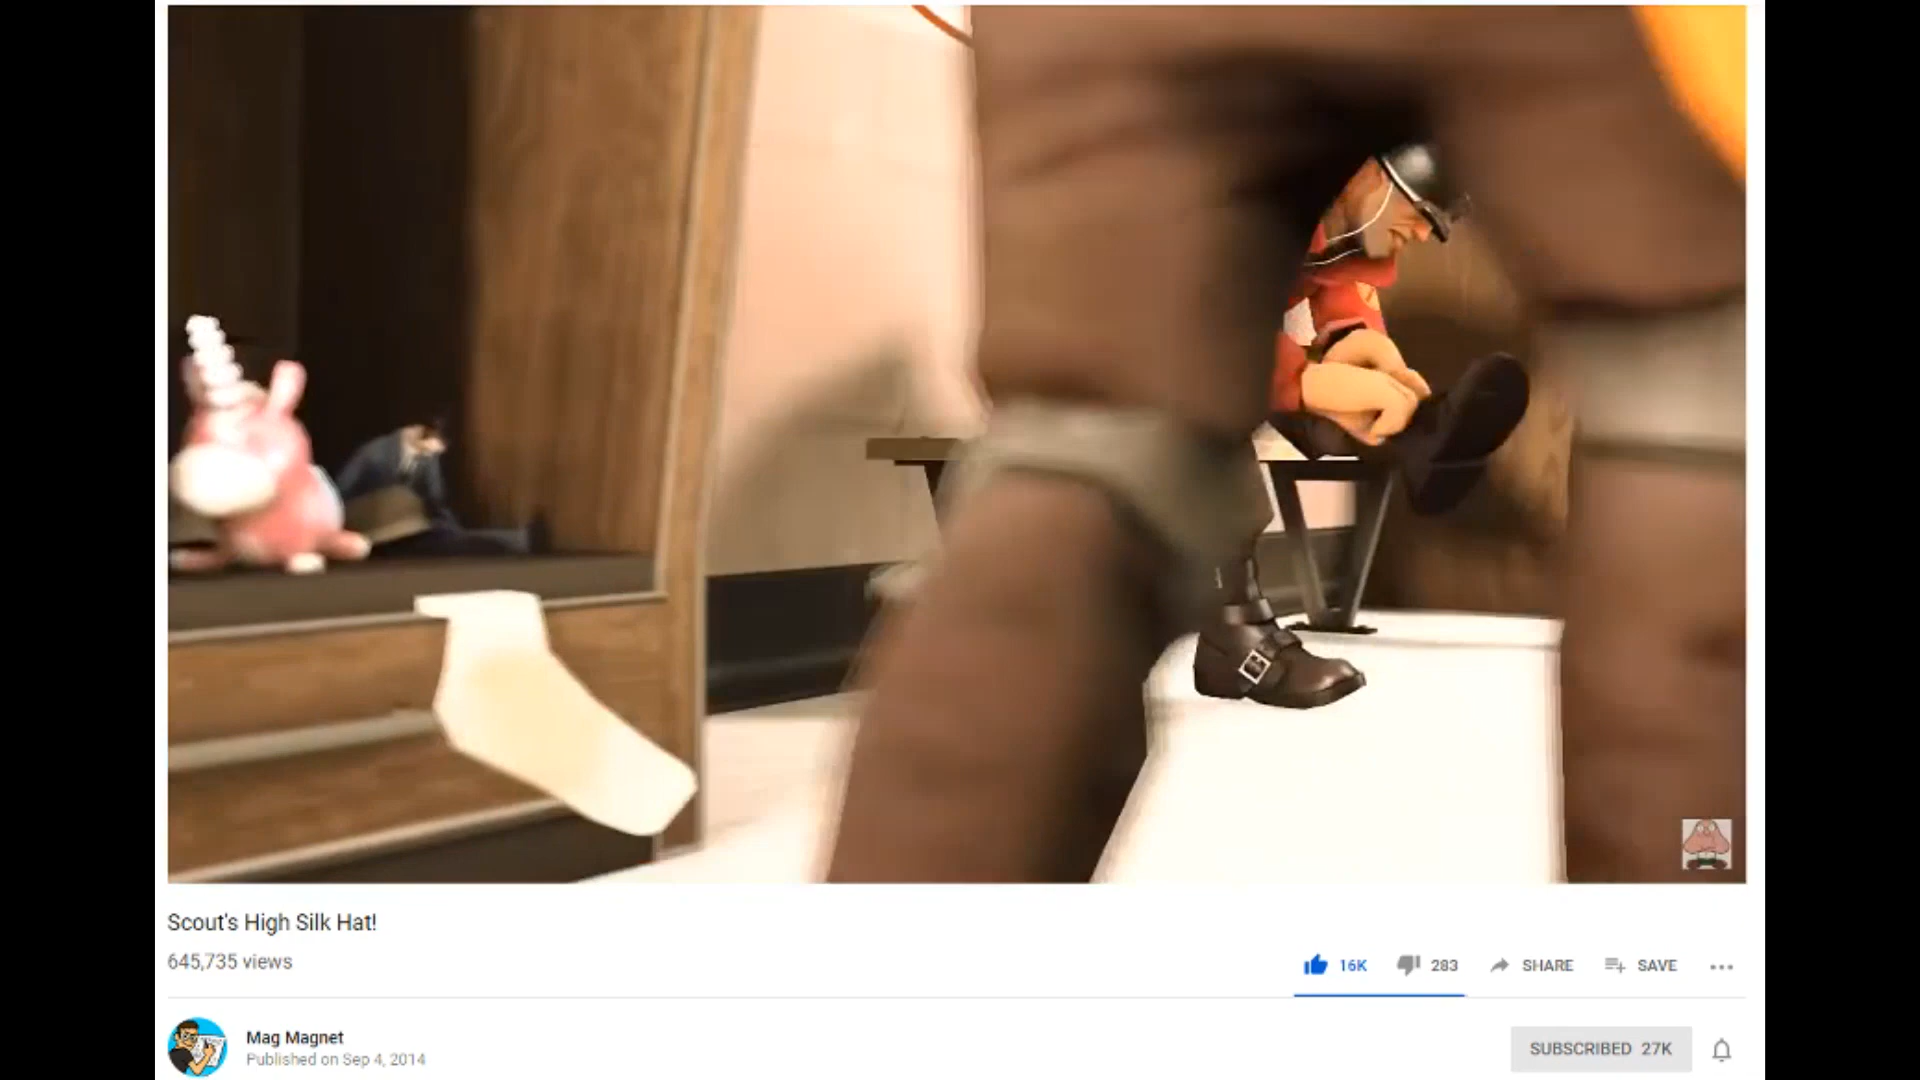 Scout's High Silk Hat!
645,735 views
16K 283 SHARE SAVE
Mag Magnet
Published on Sep 4, 2014
SUBSCRIBED 27K